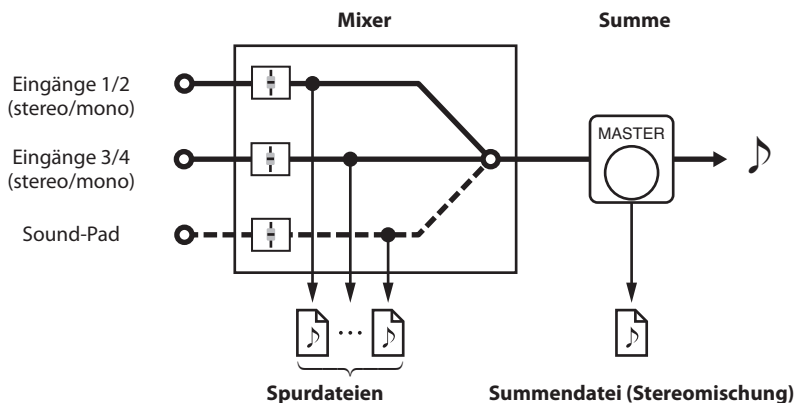 Mixer
Summe
Eingänge 1/2
(stereo/mono)
Eingänge 3/4
(stereo/mono)
Sound-Pad
MASTER
Spurdateien
Summendatei (Stereomischung)